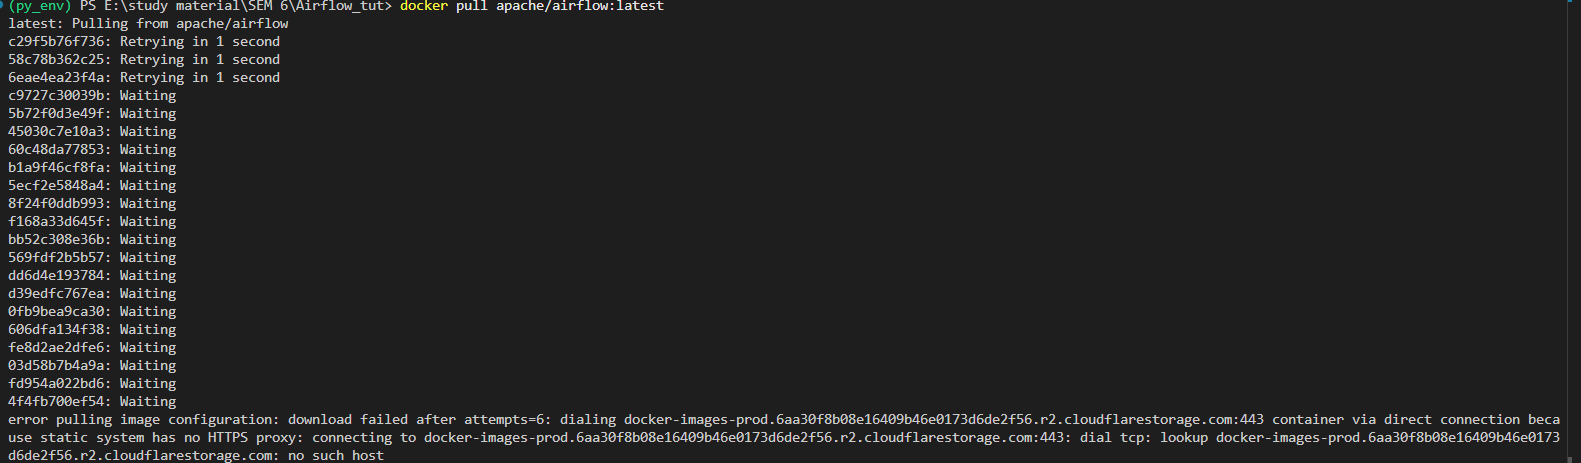 (py_env) PS E:\study material\SEM 6\Airflow_tut> docker pull apache/airflow:latest
latest: Pulling from apache/airflow
c29f5b76f736: Retrying in 1 second
58c78b362c25: Retrying in 1 second
6eae4ea23f4a: Retrying in 1 second
c9727c30039b: Waiting
5b72f0d3e49f: Waiting
45030c7e10a3: Waiting
60c48da77853: Waiting
b1a9f46cf8fa: Waiting
5ecf2e5848a4: Waiting
8f24f0ddb993: Waiting
f168a33d645f: Waiting
bb52c308e36b: Waiting
569fdf2b5b57: Waiting
dd6d4e193784: Waiting
d39edfc767ea: Waiting
0fb9bea9ca30: Waiting
606dfa134f38: Waiting
fe8d2ae2dfe6: Waiting
03d58b7b4a9a: Waiting
fd954a022bd6: Waiting
4f4fb700ef54: Waiting
error pulling image configuration: download failed after attempts=6: dialing docker-images-prod.6aa30f8b08e16409b46e0173d6de2f56.r2.cloudflarestorage.com:443 container via direct connection beca
use static system has no HTTPS proxy: connecting to docker-images-prod.6aa30f8b08e16409b46e0173d6de2f56.r2.cloudflarestorage.com:443: dial tcp: lookup docker-images-prod.6aa30f8b08e16409b46e0173
d6de2f56.r2.cloudflarestorage.com: no such host